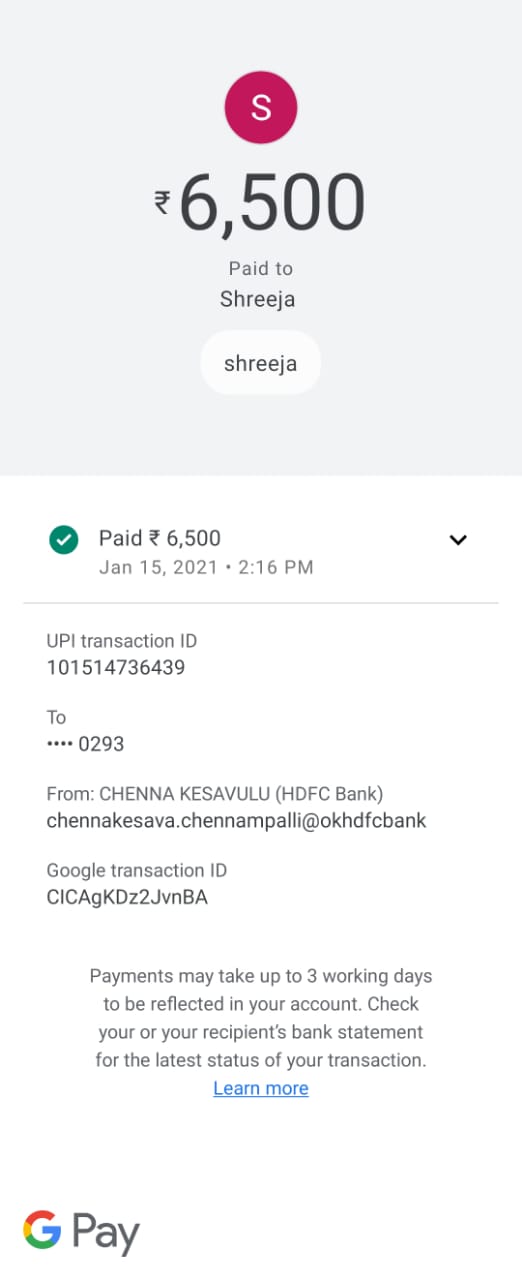 S
₹6,500
Paid to
Shreeja
shreeja
Paid ₹ 6,500
Jan 15, 2021 • 2:16 PM
UPI transaction ID
101514736439
To
•••• 0293
From: CHENNA KESAVULU (HDFC Bank)
chennakesava.chennampalli@okhdfcbank
Google transaction ID
CICAgKDz2JvnBA
Payments may take up to 3 working days
to be reflected in your account. Check
your or your recipient's bank statement
for the latest status of your transaction.
Learn more
G Pay